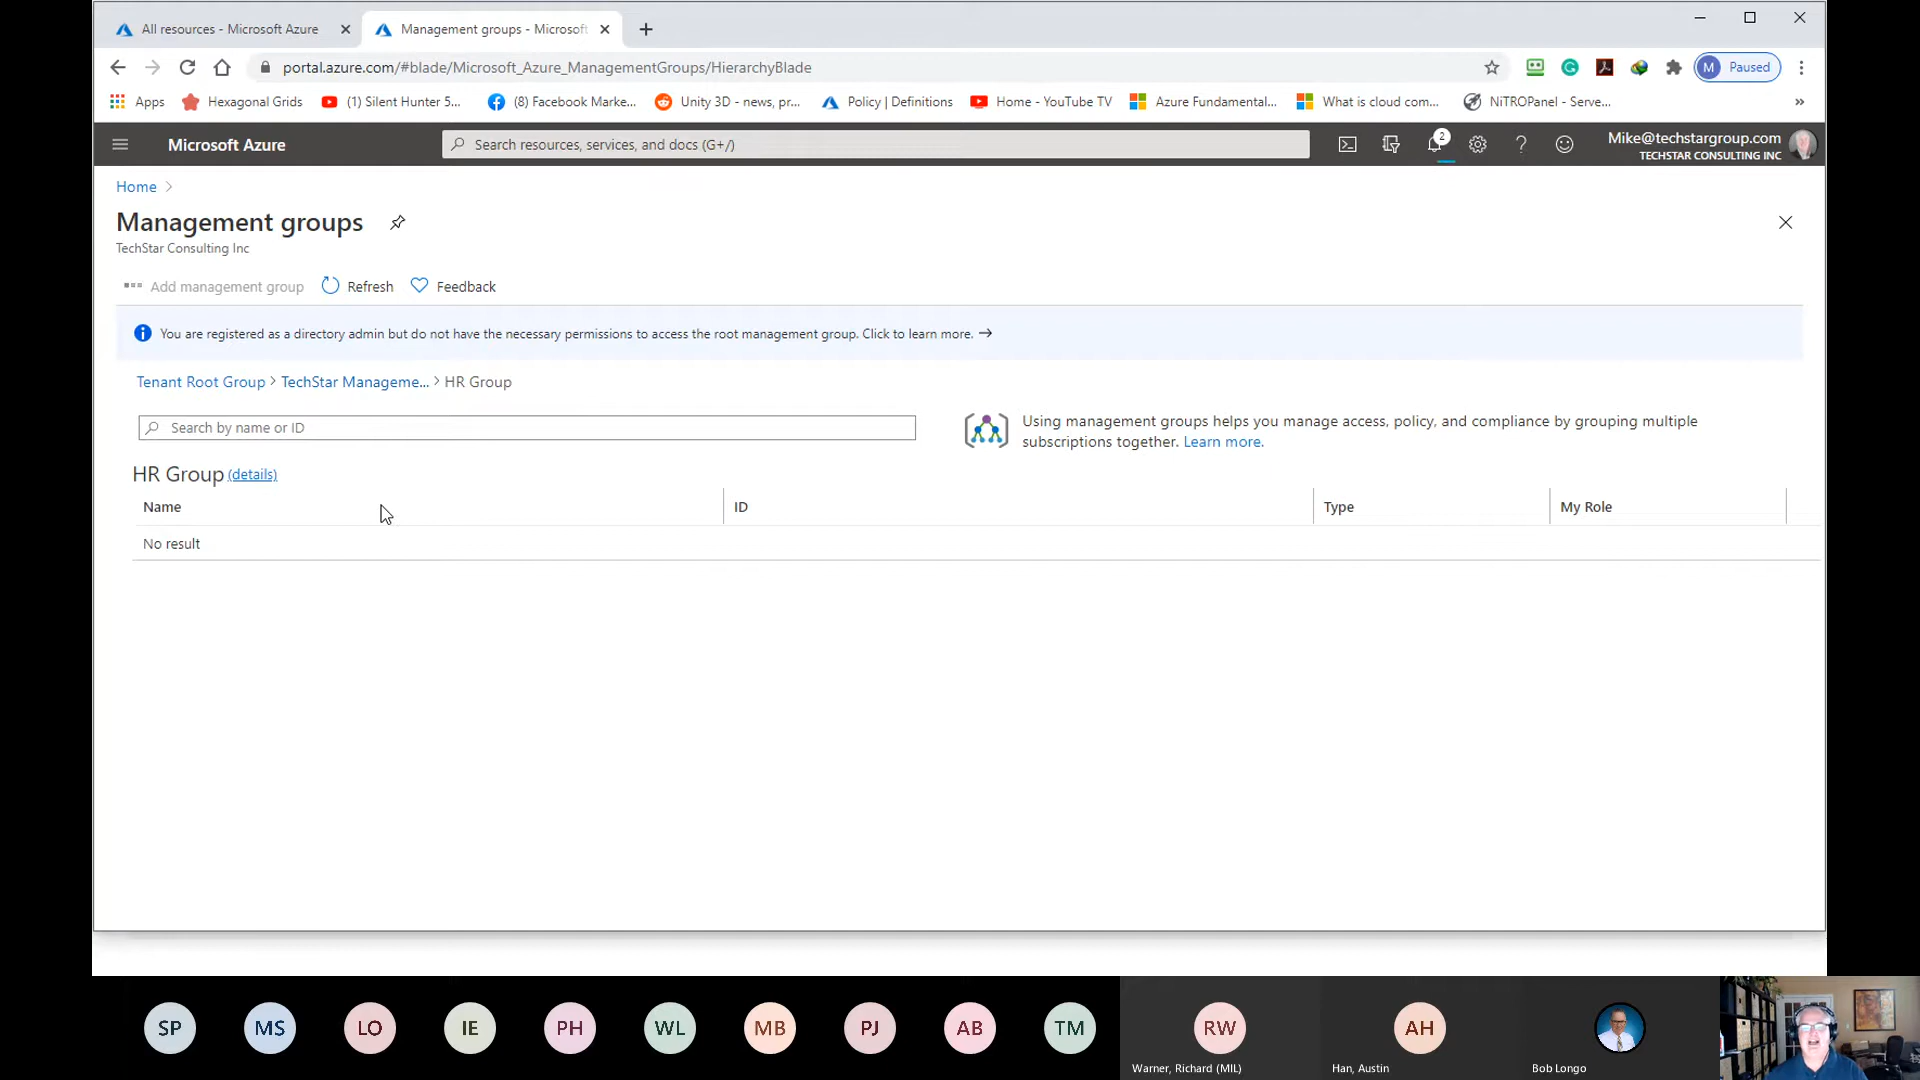 All resources - Microsoft Azure
Management groups - Microsoft
portal.azure.com/#blade/Microsoft_Azure_ManagementGroups/HierarchyBlade
M Paused
Apps
Hexagonal Grids
(1) Silent Hunter 5...
(8) Facebook Marke...
Unity 3D - news, pr...
Policy | Definitions
Home - YouTube TV
Azure Fundamental...
What is cloud com...
NiTROPanel - Serve...
»
Microsoft Azure
Search resources, services, and docs (G+/)
2
Mike@techstargroup.com
TECHSTAR CONSULTING INC
Home >
Management groups
TechStar Consulting Inc
Add management group
Refresh
Feedback
You are registered as a directory admin but do not have the necessary permissions to access the root management group. Click to learn more. →
Tenant Root Group > TechStar Manageme... > HR Group
Search by name or ID
Using management groups helps you manage access, policy, and compliance by grouping multiple
subscriptions together. Learn more.
HR Group (details)
Name
ID
Type
My Role
No result
SP
MS
LO
IE
PH
WL
MB
PJ
AB
TM
RW
AH
Warner, Richard (MIL)
Han, Austin
Bob Longo